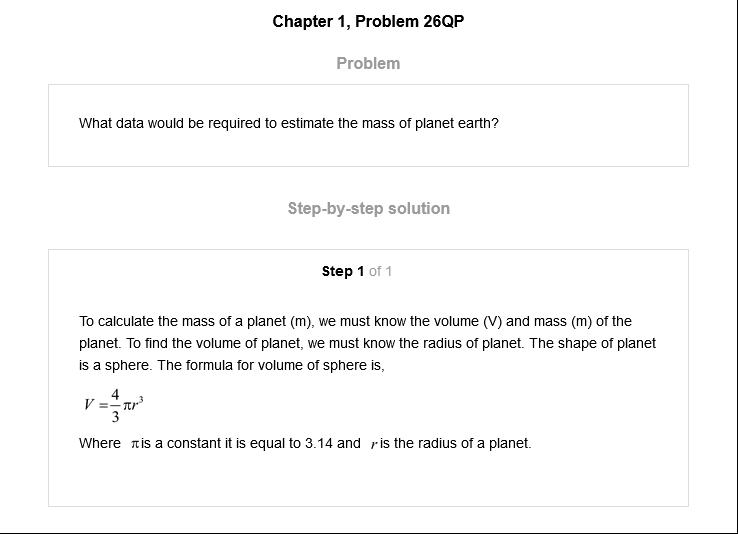 Chapter 1, Problem 26QP
Problem
What data would be required to estimate the mass of planet earth?
Step-by-step solution
Step 1 of 1
To calculate the mass of a planet (m), we must know the volume (V) and mass (m) of the
planet. To find the volume of planet, we must know the radius of planet. The shape of planet
is a sphere. The formula for volume of sphere is,
V = 4/3 πr³
Where π is a constant it is equal to 3.14 and r is the radius of a planet.